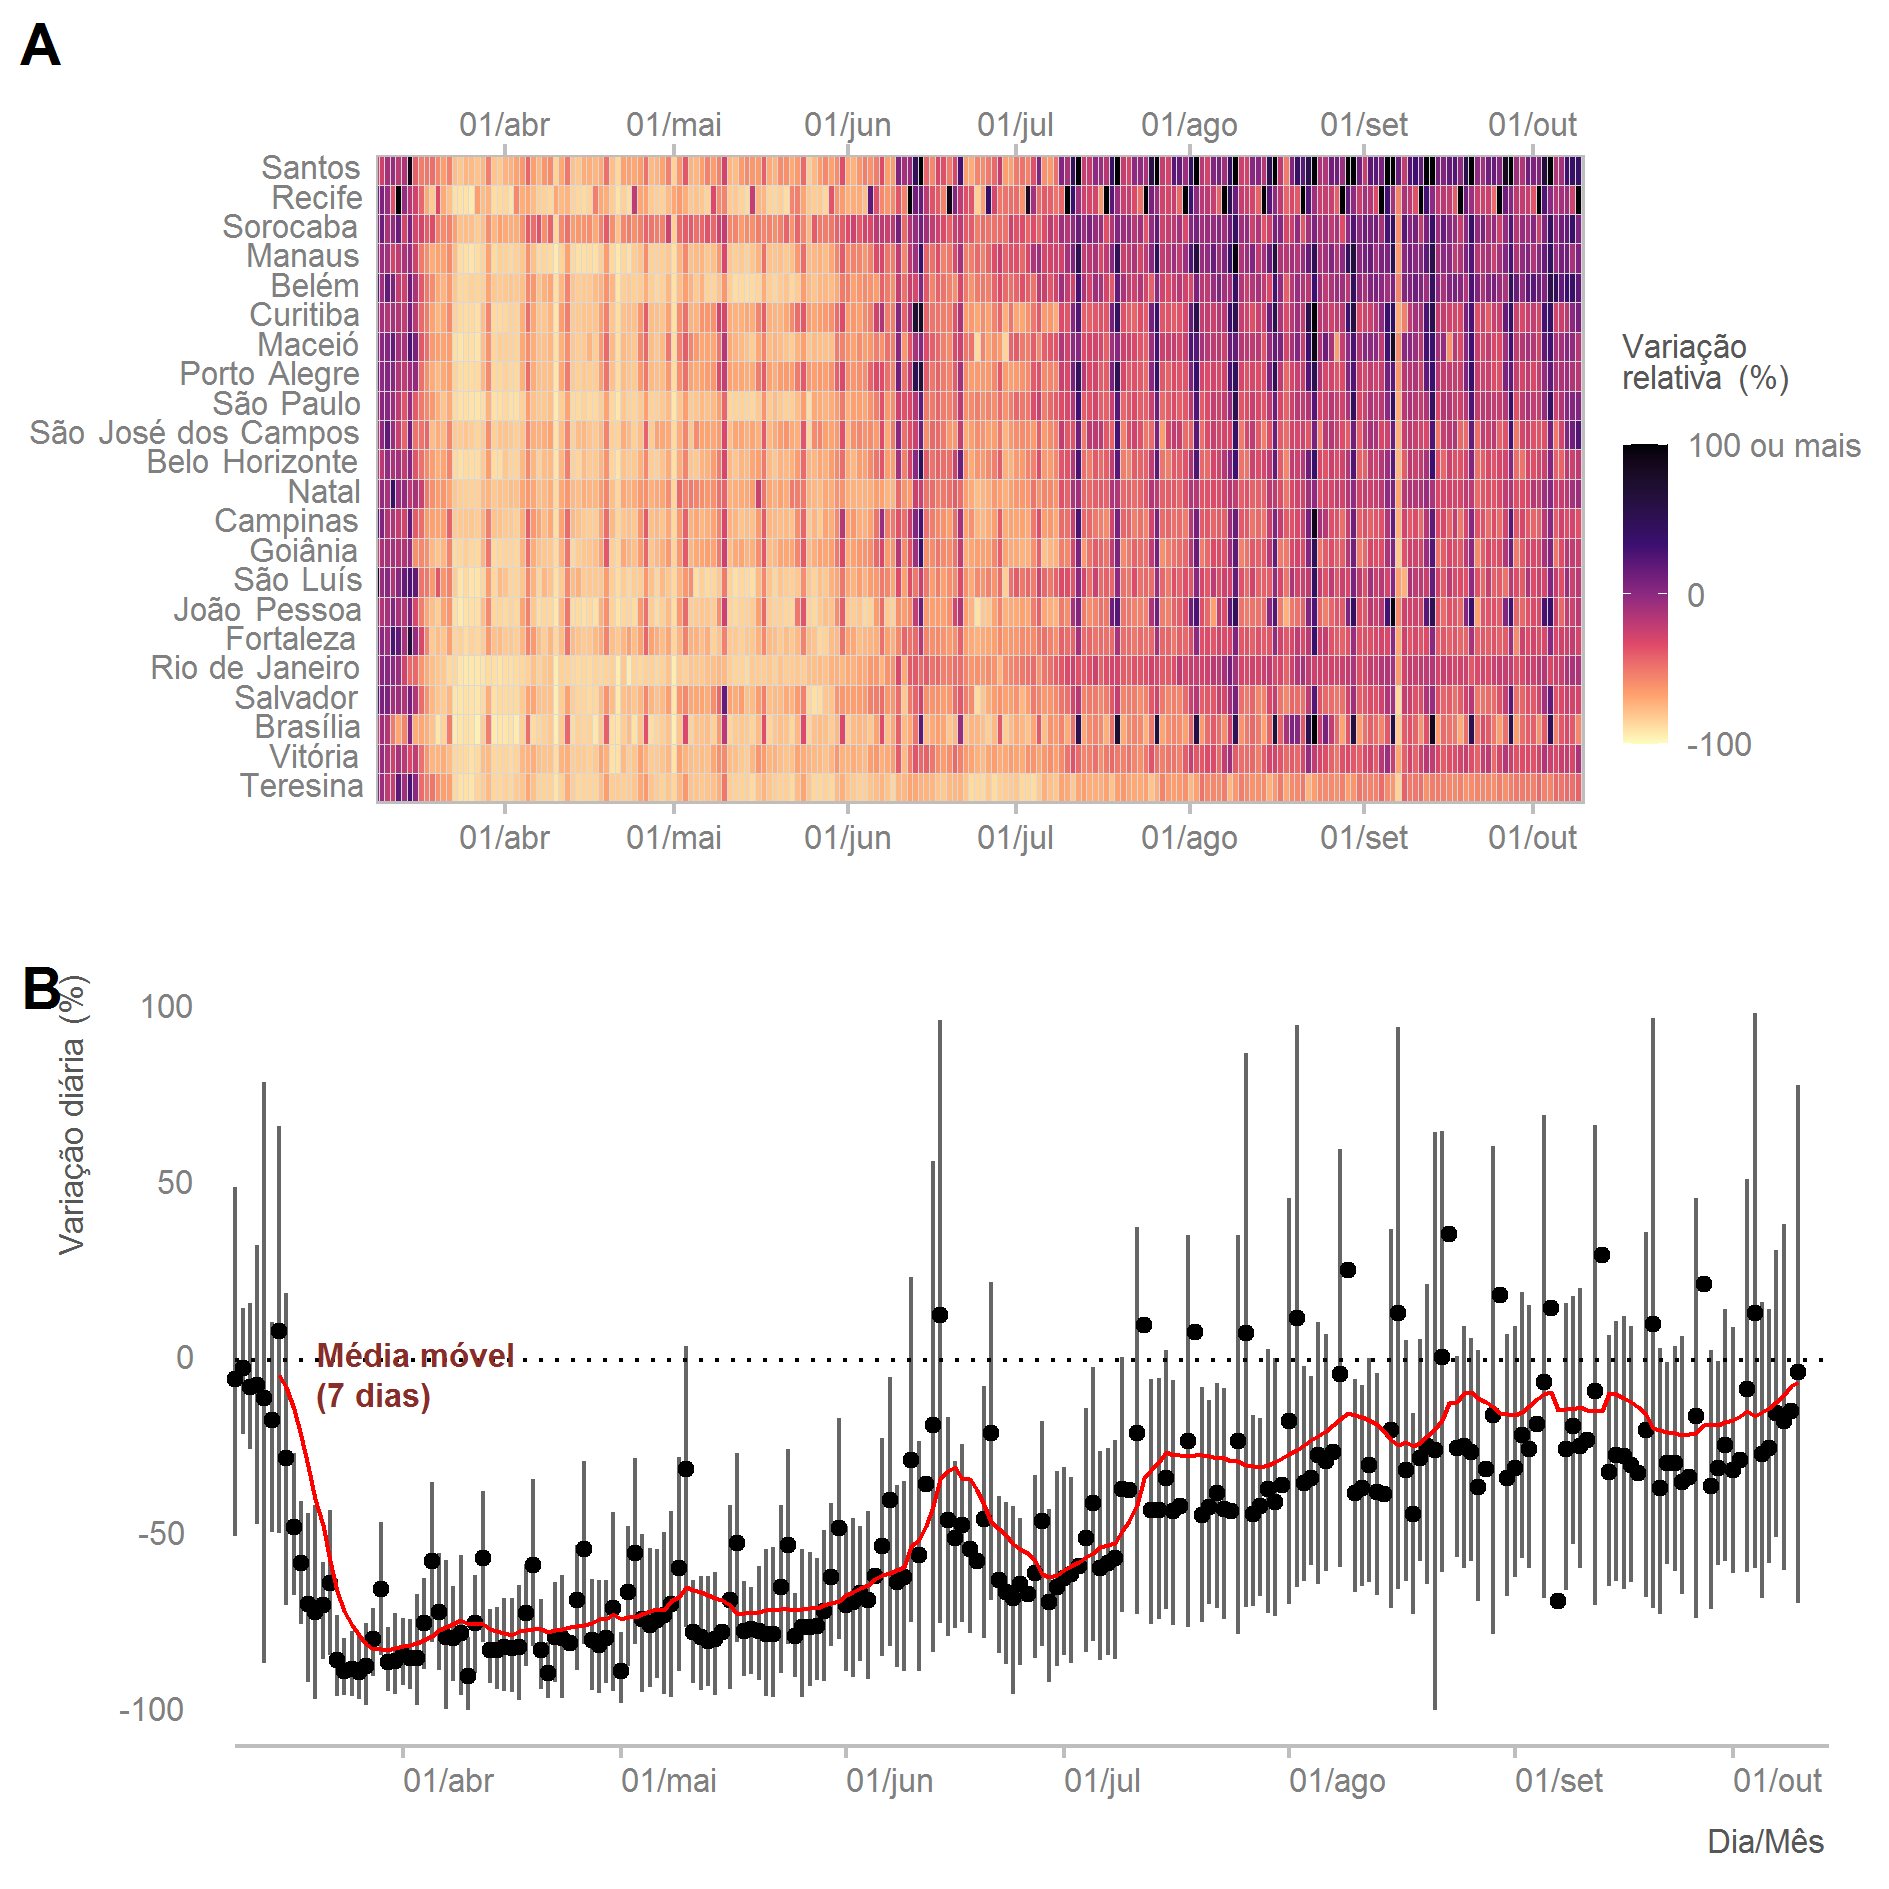 A
01/abr 01/mai 01/jun 01/jul 01/ago 01/set 01/out
Santos
Recife
Sorocaba
Manaus
Belém
Curitiba
Maceió
Porto Alegre
São Paulo
São José dos Campos
Belo Horizonte
Natal
Campinas
Goiânia
São Luís
João Pessoa
Fortaleza
Rio de Janeiro
Salvador
Brasília
Vitória
Teresina
01/abr 01/mai 01/jun 01/jul 01/ago 01/set 01/out
Variação
relativa (%)
100 ou mais
0
-100
B
Variação diária (%)
100
50
0
-50
-100
Média móvel
(7 dias)
01/abr 01/mai 01/jun 01/jul 01/ago 01/set 01/out
Dia/Mês